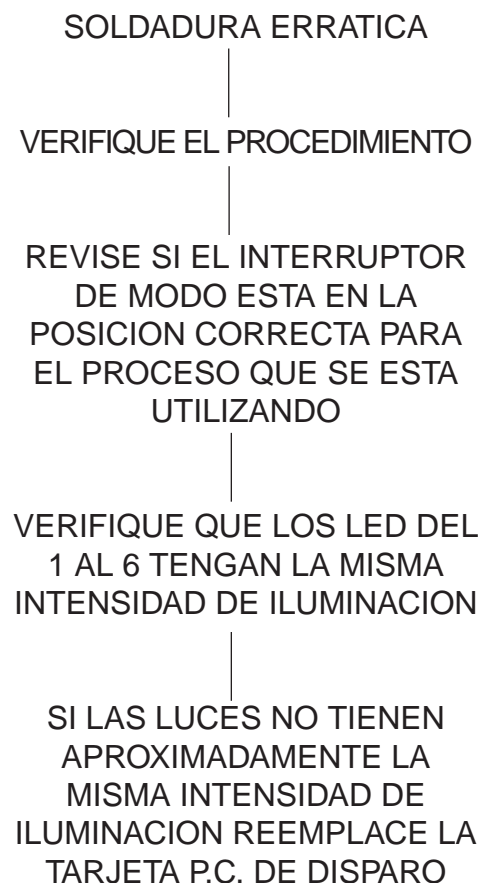 SOLDADURA ERRATICA
VERIFIQUE EL PROCEDIMIENTO
REVISE SI EL INTERRUPTOR
DE MODO ESTA EN LA
POSICION CORRECTA PARA
EL PROCESO QUE SE ESTA
UTILIZANDO
VERIFIQUE QUE LOS LED DEL
1 AL 6 TENGAN LA MISMA
INTENSIDAD DE ILUMINACION
SI LAS LUCES NO TIENEN
APROXIMADAMENTE LA
MISMA INTENSIDAD DE
ILUMINACION REEMPLACE LA
TARJETA P.C. DE DISPARO